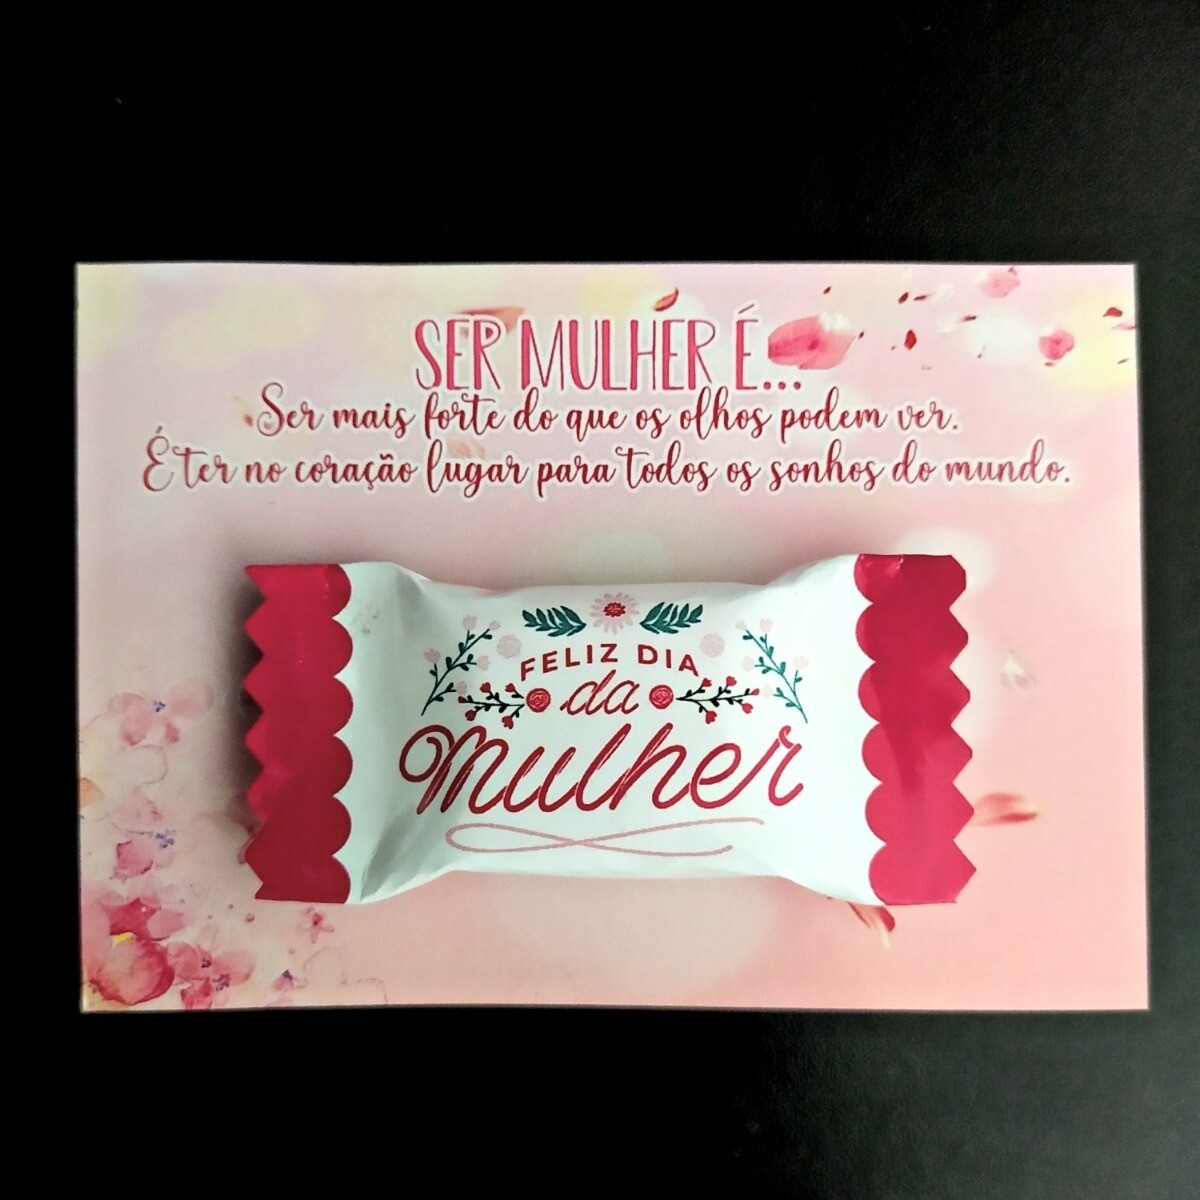 SER MULHER É...
Ser mais forte do que os olhos podem ver.
É ter no coração lugar para todos os sonhos do mundo.
FELIZ DIA
da
Mulher